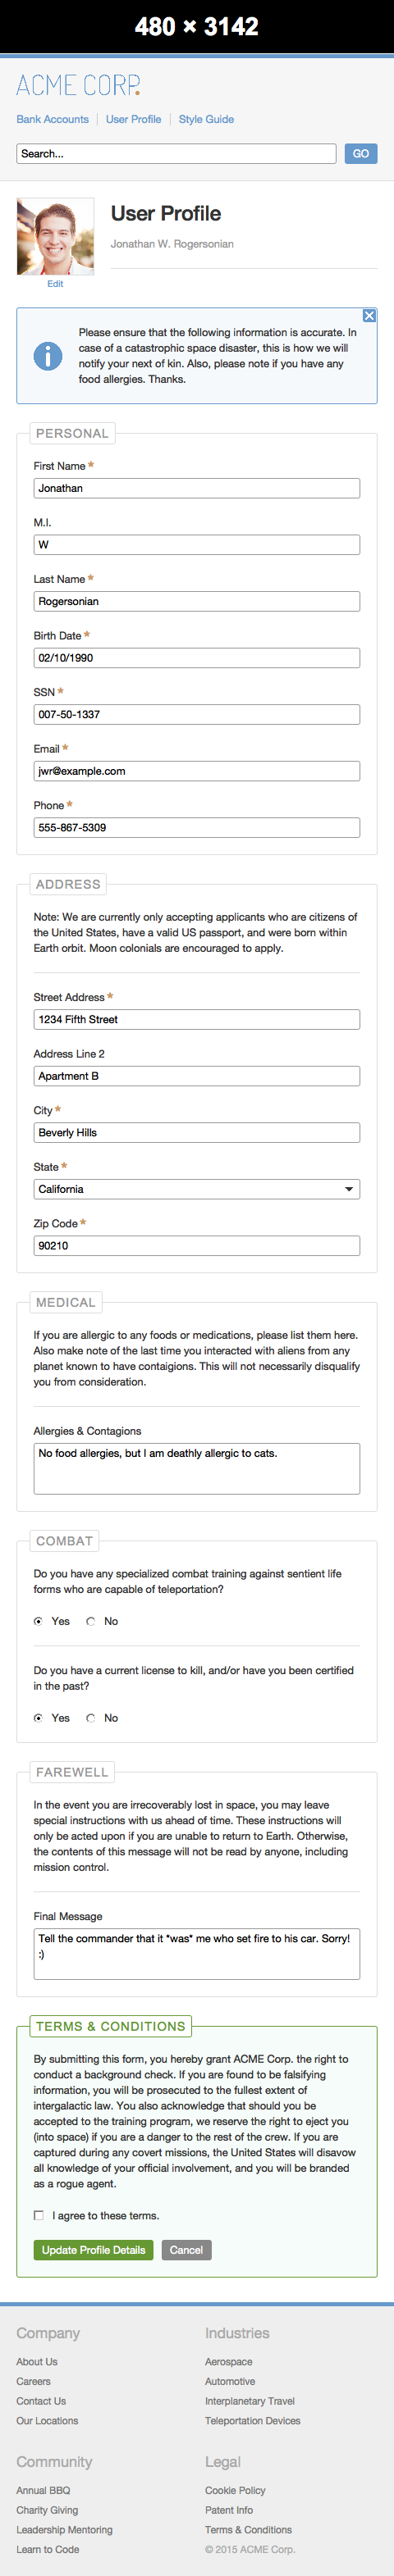 480 × 3142
ACME CORP.
Bank Accounts
User Profile
Style Guide
Search...
GO
User Profile
Jonathan W. Rogersonian
Edit
Please ensure that the following information is accurate. In
case of a catastrophic space disaster, this is how we will
notify your next of kin. Also, please note if you have any
food allergies. Thanks.
PERSONAL
First Name *
Jonathan
M.I.
W
Last Name *
Rogersonian
Birth Date *
02/10/1990
SSN *
007-50-1337
Email *
jwr@example.com
Phone *
555-867-5309
ADDRESS
Note: We are currently only accepting applicants who are citizens of
the United States, have a valid US passport, and were born within
Earth orbit. Moon colonials are encouraged to apply.
Street Address *
1234 Fifth Street
Address Line 2
Apartment B
City *
Beverly Hills
State *
California
Zip Code *
90210
MEDICAL
If you are allergic to any foods or medications, please list them here.
Also make note of the last time you interacted with aliens from any
planet known to have contaigions. This will not necessarily disqualify
you from consideration.
Allergies & Contagions
No food allergies, but I am deathly allergic to cats.
COMBAT
Do you have any specialized combat training against sentient life
forms who are capable of teleportation?
Yes No
Do you have a current license to kill, and/or have you been certified
in the past?
Yes No
FAREWELL
In the event you are irrecoverably lost in space, you may leave
special instructions with us ahead of time. These instructions will
only be acted upon if you are unable to return to Earth. Otherwise,
the contents of this message will not be read by anyone, including
mission control.
Final Message
Tell the commander that it *was* me who set fire to his car. Sorry!
:)
TERMS & CONDITIONS
By submitting this form, you hereby grant ACME Corp. the right to
conduct a background check. If you are found to be falsifying
information, you will be prosecuted to the fullest extent of
intergalactic law. You also acknowledge that should you be
accepted to the training program, we reserve the right to eject you
(into space) if you are a danger to the rest of the crew. If you are
captured during any covert missions, the United States will disavow
all knowledge of your official involvement, and you will be branded
as a rogue agent.
I agree to these terms.
Update Profile Details
Cancel
Company
About Us
Careers
Contact Us
Our Locations
Industries
Aerospace
Automotive
Interplanetary Travel
Teleportation Devices
Community
Annual BBQ
Charity Giving
Leadership Mentoring
Learn to Code
Legal
Cookie Policy
Patent Info
Terms & Conditions
© 2015 ACME Corp.